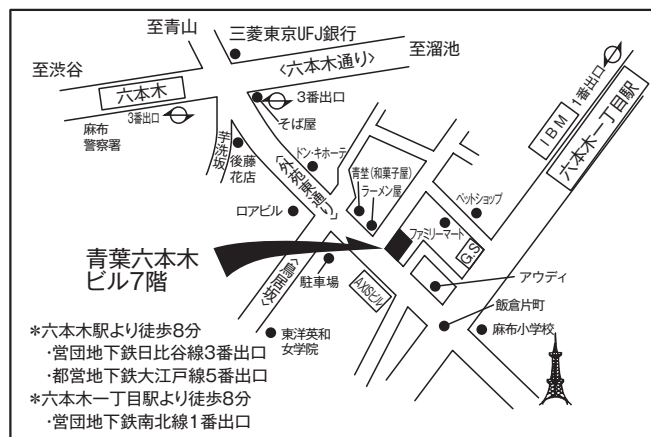 至青山
三菱東京UFJ銀行
至溜池
〈六本木通り〉
至渋谷
六本木
3番出口
麻布
警察署
3番出口
そば屋
芋洗坂
後藤
花店
ドン・キホーテ
〈外苑東通り〉
青埜(和菓子屋)
ラーメン屋
ロアビル
IBM
1番出口
六本木一丁目駅
ペットショップ
ファミリーマート
G.S
青葉六本木
ビル7階
〈鳥居坂〉
駐車場
AXISビル
アウディ
飯倉片町
麻布小学校
東洋英和
女学院
*六本木駅より徒歩8分
・営団地下鉄日比谷線3番出口
・都営地下鉄大江戸線5番出口
*六本木一丁目駅より徒歩8分
・営団地下鉄南北線1番出口